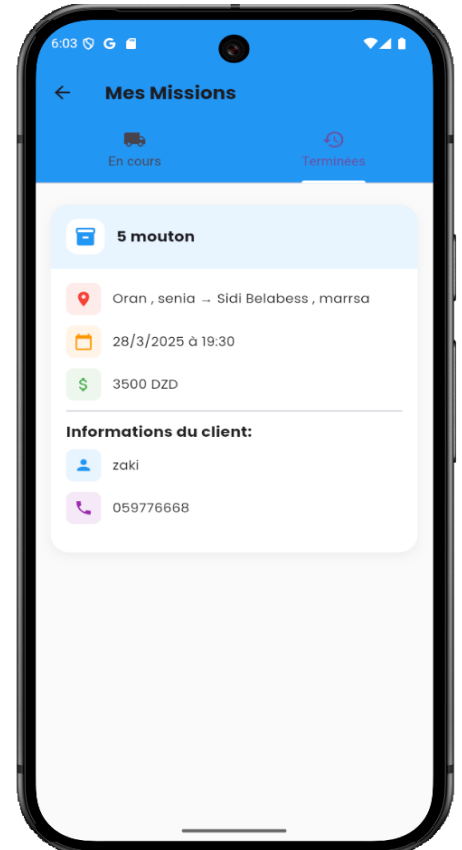 6:03 G
Mes Missions
En cours
Terminées
5 mouton
Oran , senia → Sidi Belabess , marrsa
28/3/2025 à 19:30
3500 DZD
Informations du client:
zaki
059776668